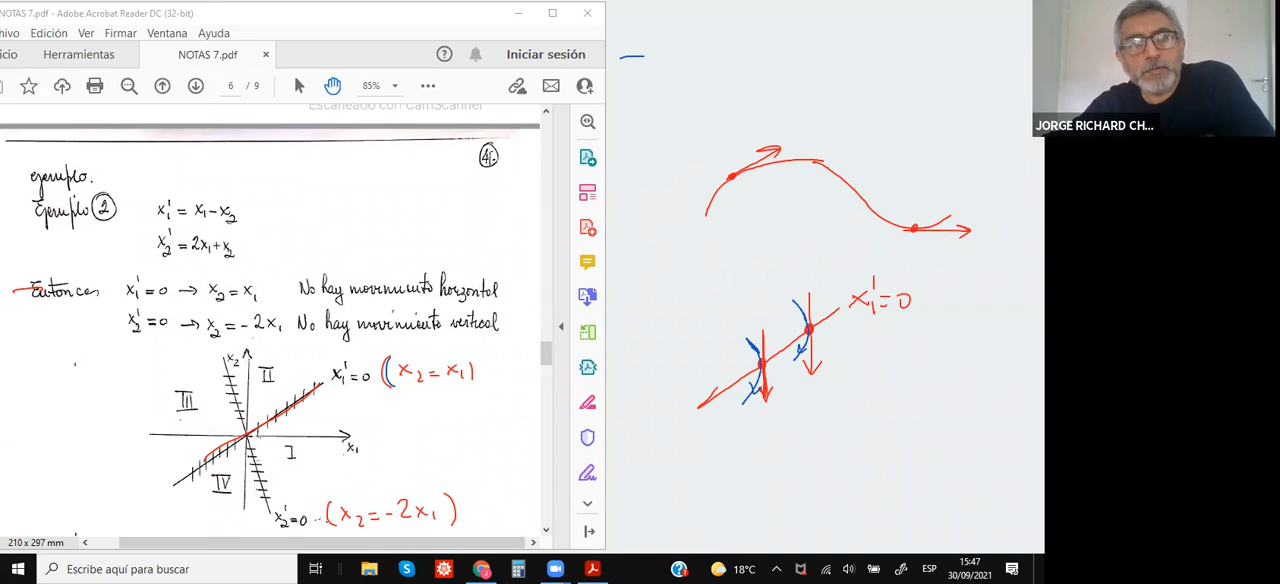 NOTAS 7.pdf - Adobe Acrobat Reader DC (32-bit)
hivo Edición Ver Firmar Ventana Ayuda
icio Herramientas NOTAS 7.pdf × Iniciar sesión
6 / 9 85%
Escaneado con CamScanner
ejemplo.
Ejemplo 2 x₁' = x₁ - x₂
x₂' = 2x₁ + x₂
Entonces x₁' = 0 → x₂ = x₁ No hay movimiento horizontal
x₂' = 0 → x₂ = -2x₁ No hay movimiento vertical
x₂
II
x₁' = 0 (x₂ = x₁)
III
x₁
I
IV
x₂' = 0 (x₂ = -2x₁)
210 x 297 mm
x₁' = 0
JORGE RICHARD CH...
Escribe aquí para buscar
18°C
ESP
15:47
30/09/2021